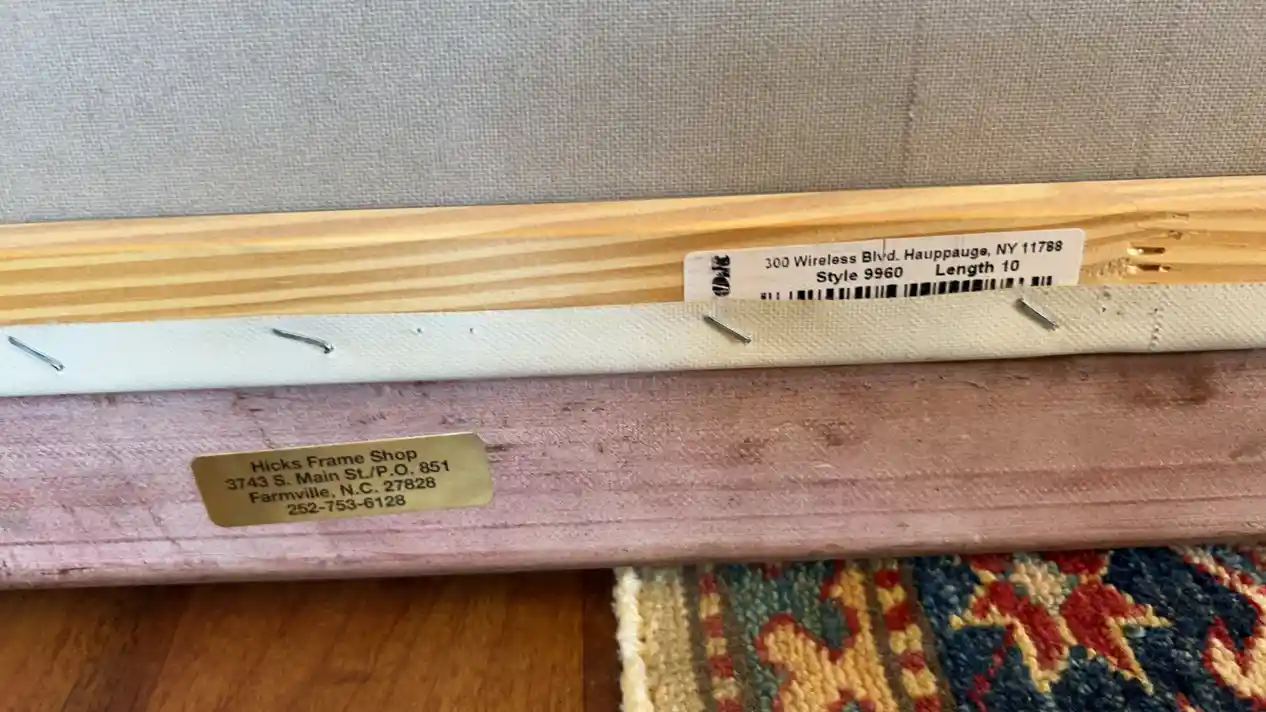 300 Wireless Blvd. Hauppauge, NY 11788
Style 9960 Length 10
Hicks Frame Shop
3743 S. Main St./P.O. 851
Farmville, N.C. 27828
252-753-6128